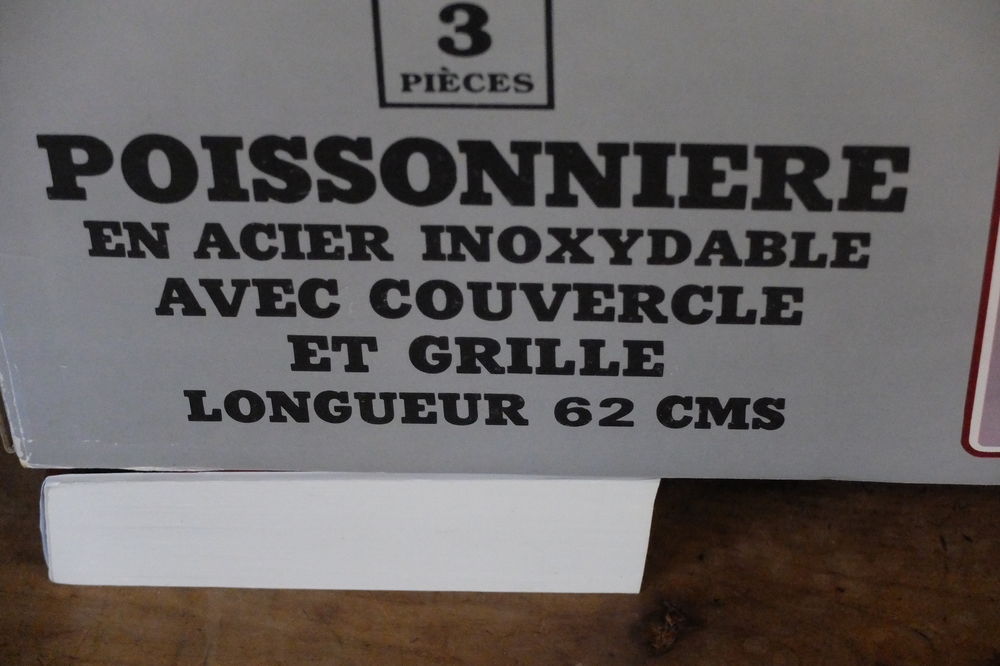 3
PIÈCES
POISSONNIERE
EN ACIER INOXYDABLE
AVEC COUVERCLE
ET GRILLE
LONGUEUR 62 CMS